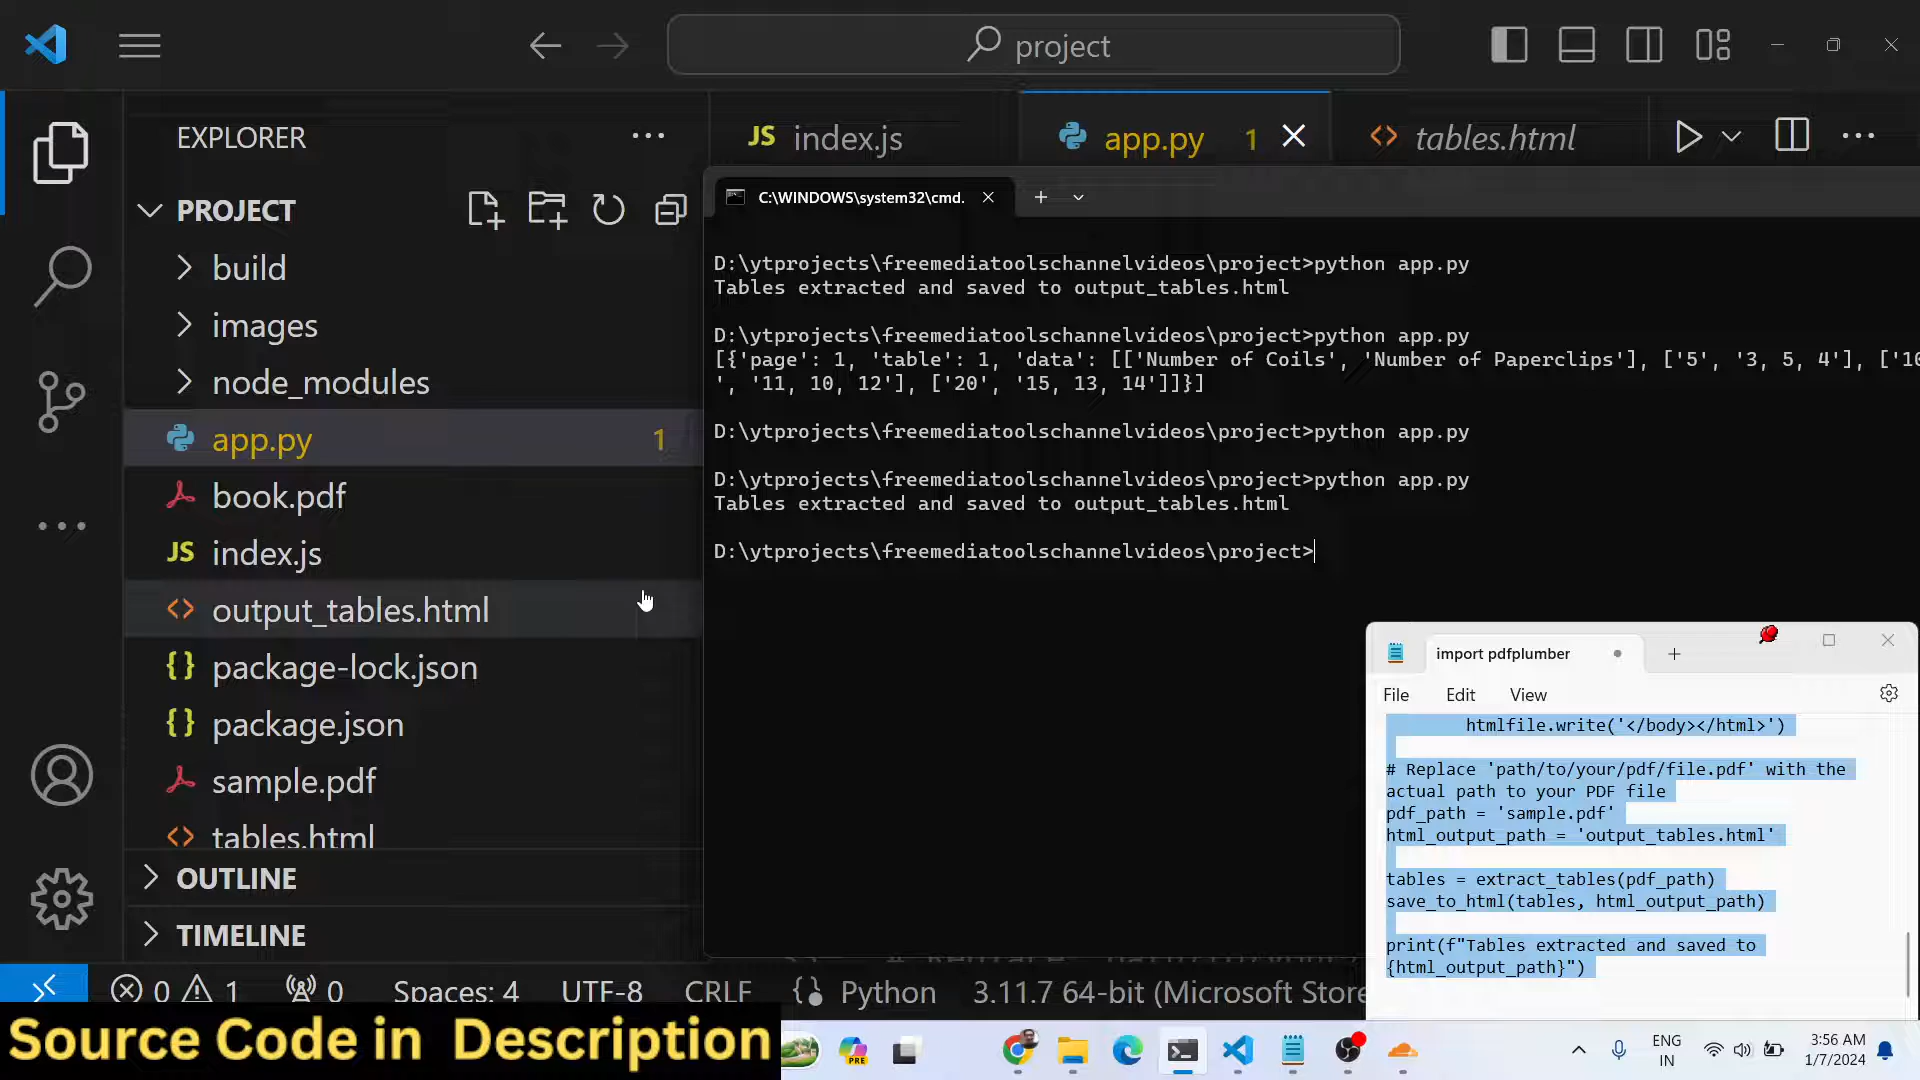 project
EXPLORER
PROJECT
build
images
node_modules
app.py 1
book.pdf
JS index.js
output_tables.html
package-lock.json
package.json
sample.pdf
tables.html
OUTLINE
TIMELINE
JS index.js
app.py 1
tables.html
C:\WINDOWS\system32\cmd.
D:\ytprojects\freemediatoolschannelvideos\project>python app.py
Tables extracted and saved to output_tables.html
D:\ytprojects\freemediatoolschannelvideos\project>python app.py
[{'page': 1, 'table': 1, 'data': [['Number of Coils', 'Number of Paperclips'], ['5', '3, 5, 4'], ['10
', '11, 10, 12'], ['20', '15, 13, 14']]}]
D:\ytprojects\freemediatoolschannelvideos\project>python app.py
D:\ytprojects\freemediatoolschannelvideos\project>python app.py
Tables extracted and saved to output_tables.html
D:\ytprojects\freemediatoolschannelvideos\project>
import pdfplumber
File Edit View
htmlfile.write('</body></html>')
# Replace 'path/to/your/pdf/file.pdf' with the
actual path to your PDF file
pdf_path = 'sample.pdf'
html_output_path = 'output_tables.html'
tables = extract_tables(pdf_path)
save_to_html(tables, html_output_path)
print(f"Tables extracted and saved to
{html_output_path}")
0 1 0 Spaces: 4 UTF-8 CRLF Python 3.11.7 64-bit (Microsoft Store
Source Code in Description
PRE
ENG
IN
3:56 AM
1/7/2024